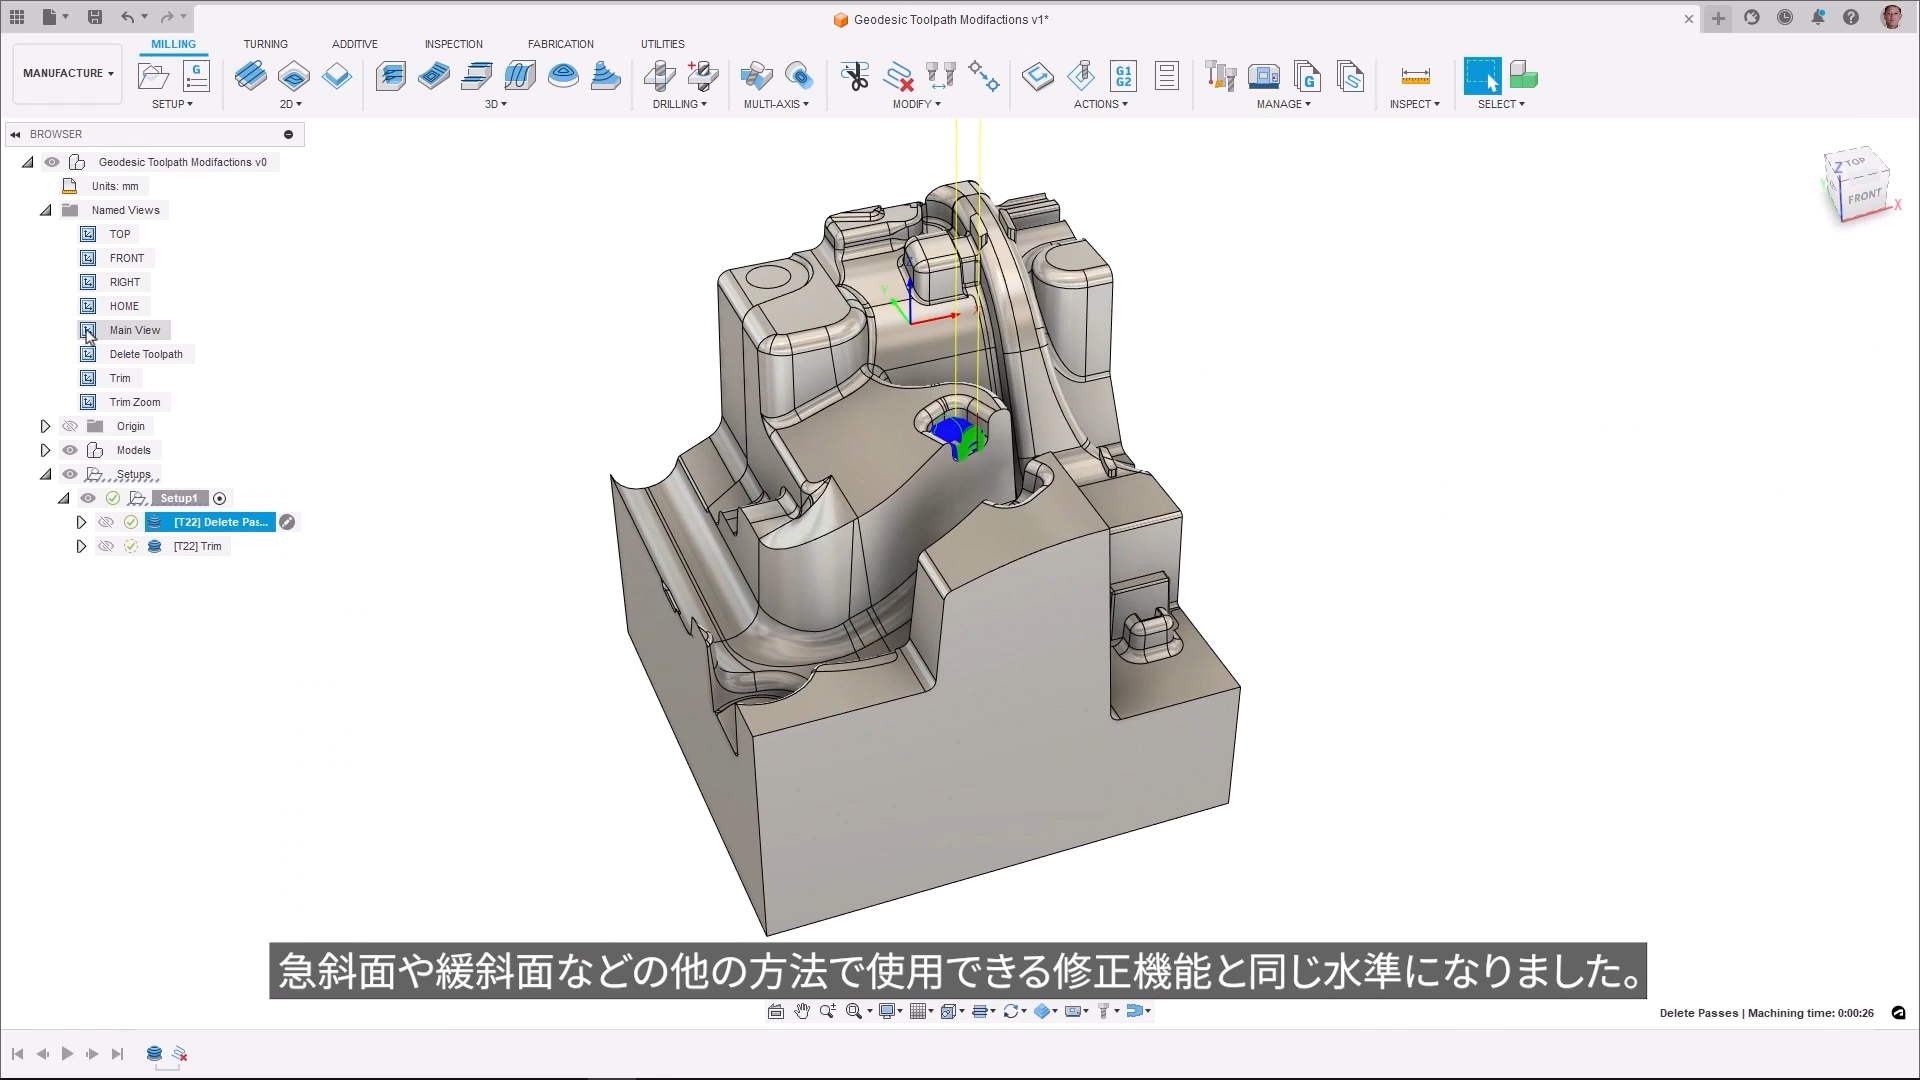 Geodesic Toolpath Modifactions v1*
MILLING TURNING ADDITIVE INSPECTION FABRICATION UTILITIES
MANUFACTURE
G
G1
G2
G
SETUP 2D 3D DRILLING MULTI-AXIS MODIFY ACTIONS MANAGE INSPECT SELECT
BROWSER
Geodesic Toolpath Modifactions v0
Units: mm
Named Views
TOP
FRONT
RIGHT
HOME
Main View
Delete Toolpath
Trim
Trim Zoom
Origin
Models
Setups
Setup1
[T22] Delete Pas...
[T22] Trim
Z
TOP
FRONT
X
急斜面や緩斜面などの他の方法で使用できる修正機能と同じ水準になりました。
Delete Passes | Machining time: 0:00:26